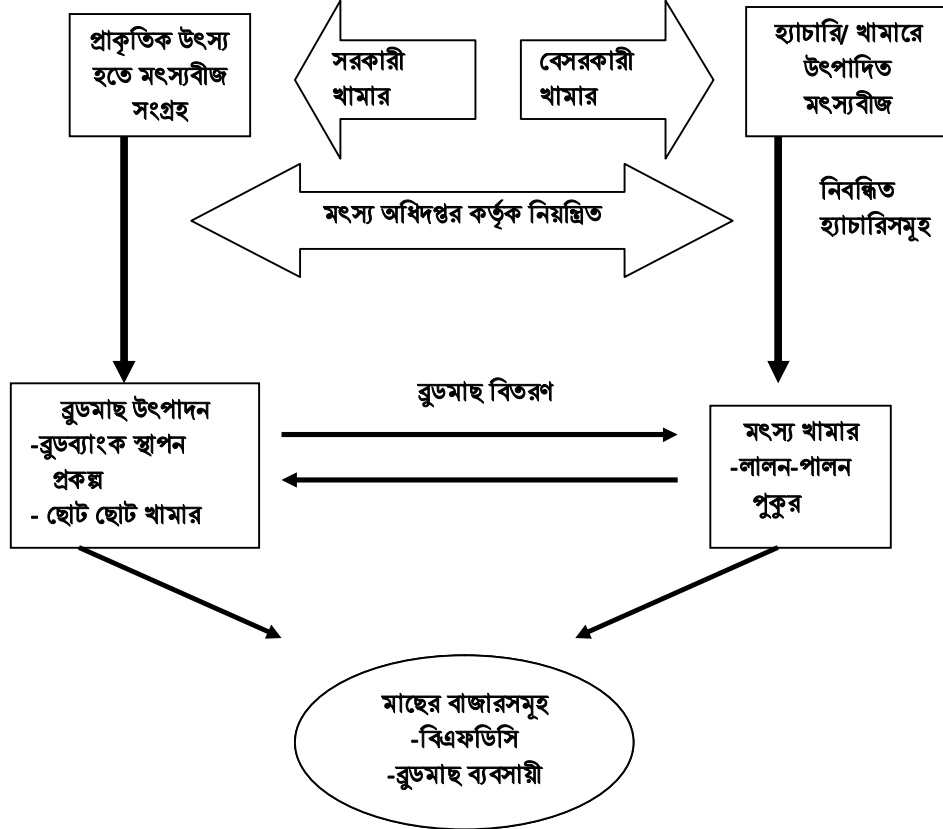 প্রাকৃতিক উৎস্য
হতে মৎস্যবীজ
সংগ্রহ
সরকারী
খামার
বেসরকারী
খামার
হ্যাচারি/ খামারে
উৎপাদিত
মৎস্যবীজ
মৎস্য অধিদপ্তর কর্তৃক নিয়ন্ত্রিত
নিবন্ধিত
হ্যাচারিসমূহ
ব্রুডমাছ উৎপাদন
-ব্রুডব্যাংক স্থাপন
প্রকল্প
- ছোট ছোট খামার
ব্রুডমাছ বিতরণ
মৎস্য খামার
-লালন-পালন
পুকুর
মাছের বাজারসমূহ
-বিএফডিসি
-ব্রুডমাছ ব্যবসায়ী